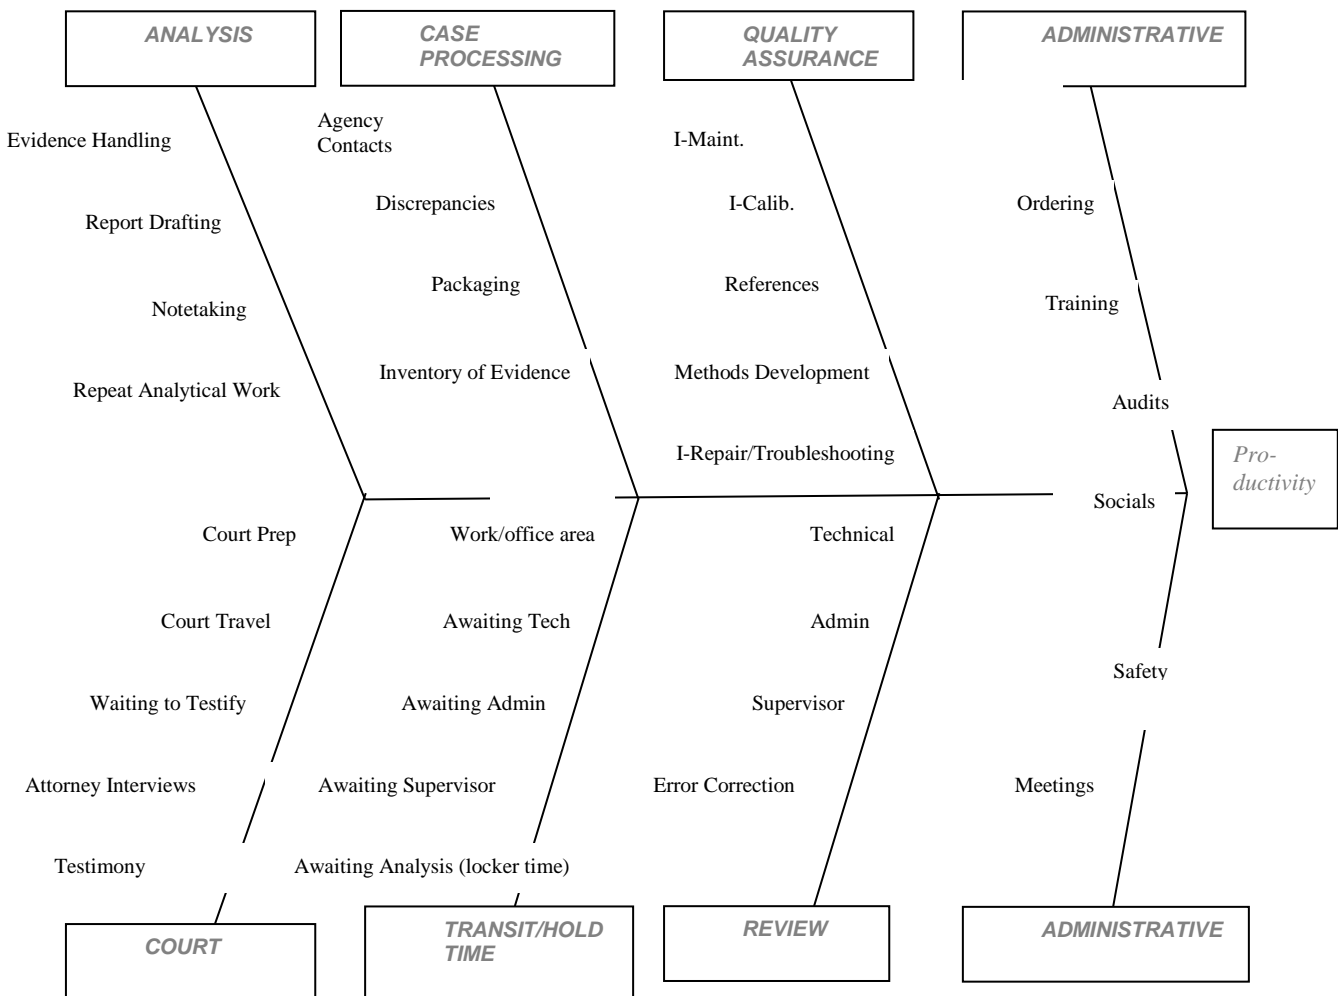 ANALYSIS
CASE
PROCESSING
QUALITY
ASSURANCE
ADMINISTRATIVE
Evidence Handling
Agency
Contacts
I-Maint.
Discrepancies
I-Calib.
Ordering
Report Drafting
Packaging
References
Training
Notetaking
Inventory of Evidence
Methods Development
Repeat Analytical Work
Audits
I-Repair/Troubleshooting
Pro-
ductivity
Socials
Court Prep
Work/office area
Technical
Court Travel
Awaiting Tech
Admin
Safety
Waiting to Testify
Awaiting Admin
Supervisor
Attorney Interviews
Awaiting Supervisor
Error Correction
Meetings
Testimony
Awaiting Analysis (locker time)
COURT
TRANSIT/HOLD
TIME
REVIEW
ADMINISTRATIVE